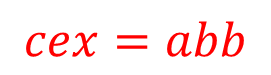 cex = abb